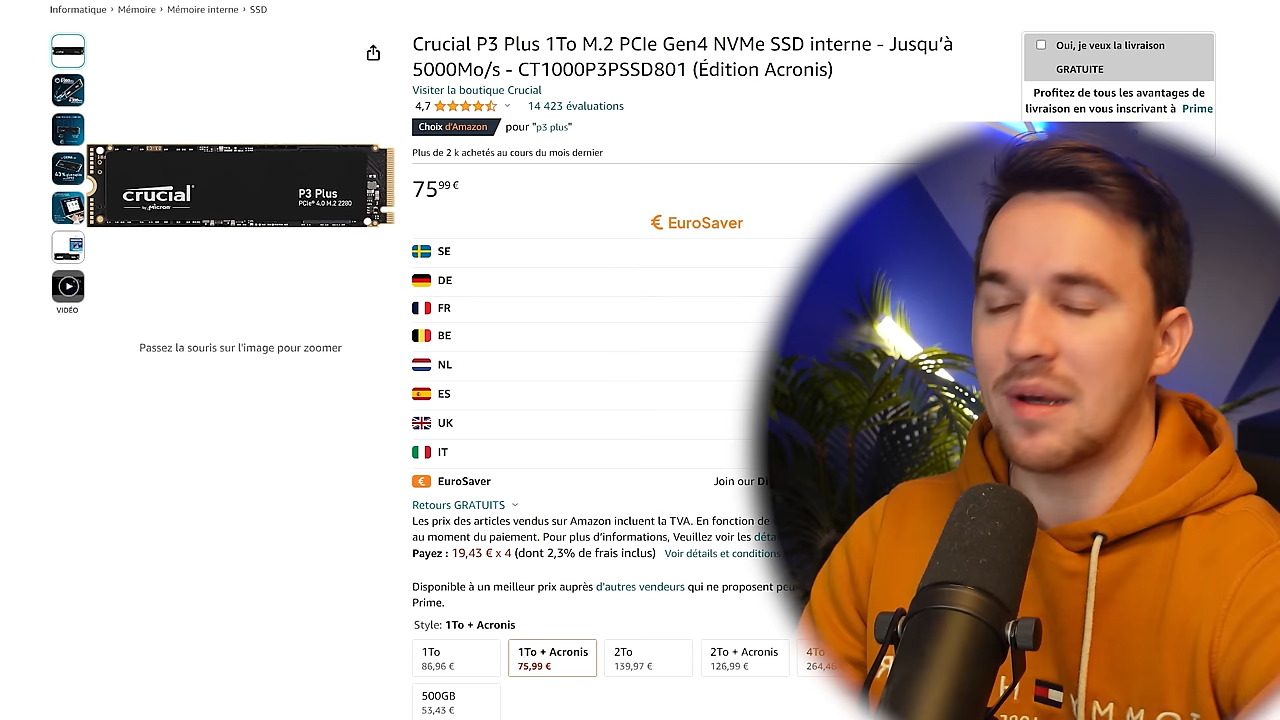 Informatique › Mémoire › Mémoire interne › SSD
Crucial P3 Plus 1To M.2 PCIe Gen4 NVMe SSD interne - Jusqu'à
5000Mo/s - CT1000P3PSSD801 (Édition Acronis)
Visiter la boutique Crucial
4,7
14 423 évaluations
Choix d'Amazon pour "p3 plus"
Plus de 2 k achetés au cours du mois dernier
75,99 €
€ EuroSaver
SE
DE
FR
BE
NL
ES
UK
IT
€ EuroSaver Join our
Retours GRATUITS
Les prix des articles vendus sur Amazon incluent la TVA. En fonction de
au moment du paiement. Pour plus d'informations, Veuillez voir les
Payez : 19,43 € x 4 (dont 2,3% de frais inclus) Voir détails et conditions
Disponible à un meilleur prix auprès d'autres vendeurs qui ne proposent
Prime.
Style: 1To + Acronis
1To
86,96 €
1To + Acronis
75,99 €
2To
139,97 €
2To + Acronis
126,99 €
4To
500GB
53,43 €
Oui, je veux la livraison
GRATUITE
Profitez de tous les avantages de
livraison en vous inscrivant à Prime
VIDÉO
Passez la souris sur l'image pour zoomer
crucial
by Micron
P3 Plus
PCIe® 4.0 M.2 2280